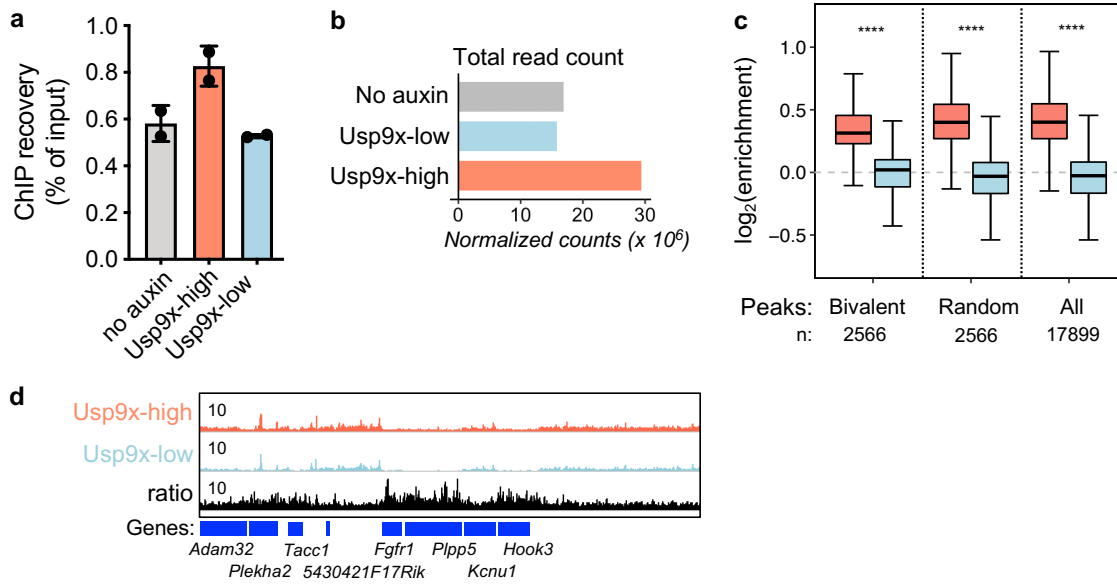 a
ChIP recovery
(% of input)
1.0
0.8
0.6
0.4
0.2
0.0
no auxin
Usp9x-high
Usp9x-low
b
Total read count
No auxin
Usp9x-low
Usp9x-high
0 10 20 30
Normalized counts (x 10⁶)
c
log₂(enrichhment)
1.0
0.5
0.0
−0.5
**** **** ****
Peaks: Bivalent Random All
n: 2566 2566 17899
d
Usp9x-high 10
Usp9x-low 10
ratio 10
Genes:
Adam32 Tacc1 Fgfr1 Plpp5 Hook3
Plekha2 5430421F17Rik Kcnu1